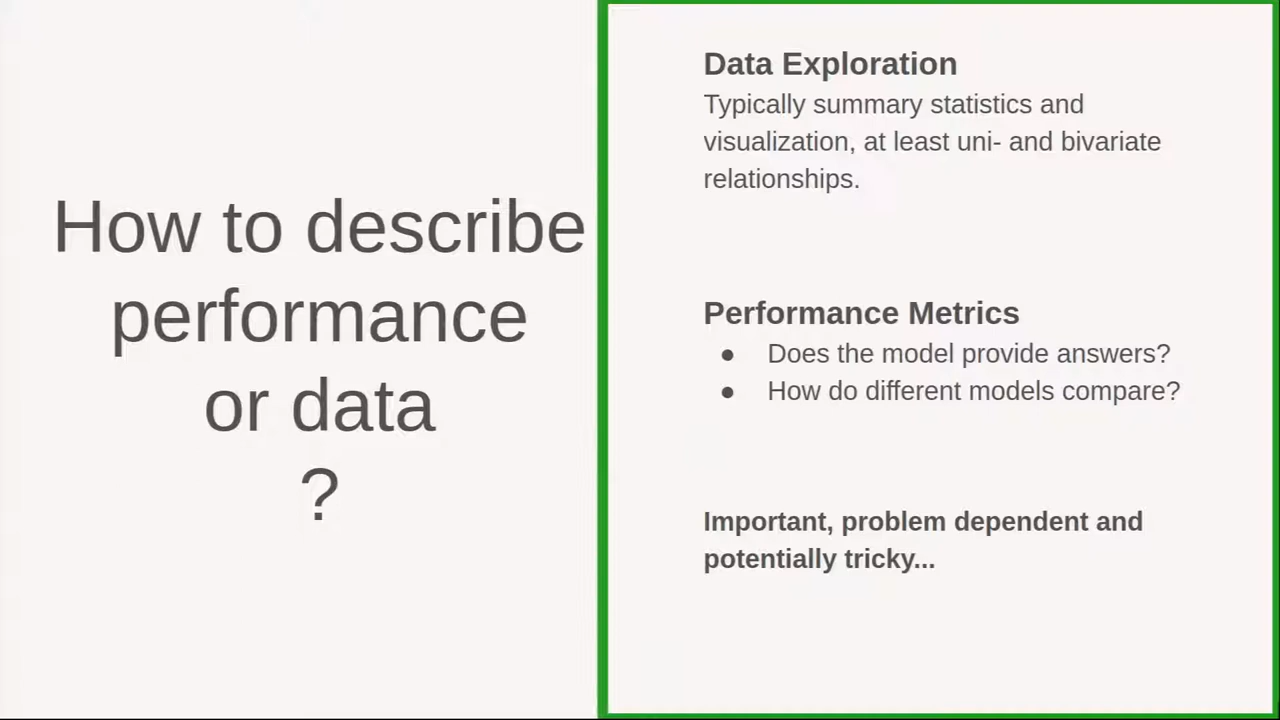 How to describe
performance
or data
?
Data Exploration
Typically summary statistics and
visualization, at least uni- and bivariate
relationships.
Performance Metrics
● Does the model provide answers?
● How do different models compare?
Important, problem dependent and
potentially tricky...